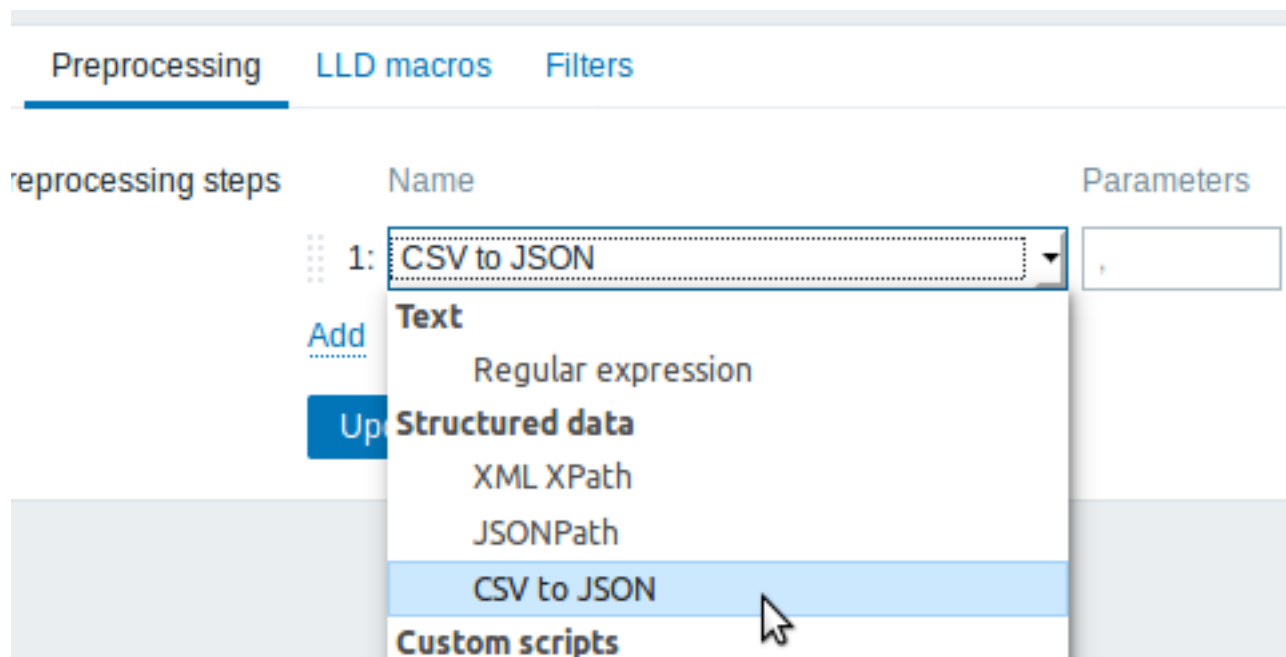 Preprocessing LLD macros Filters
reprocessing steps Name Parameters
1: CSV to JSON ,
Add
Text
Regular expression
Upd Structured data
XML XPath
JSONPath
CSV to JSON
Custom scripts